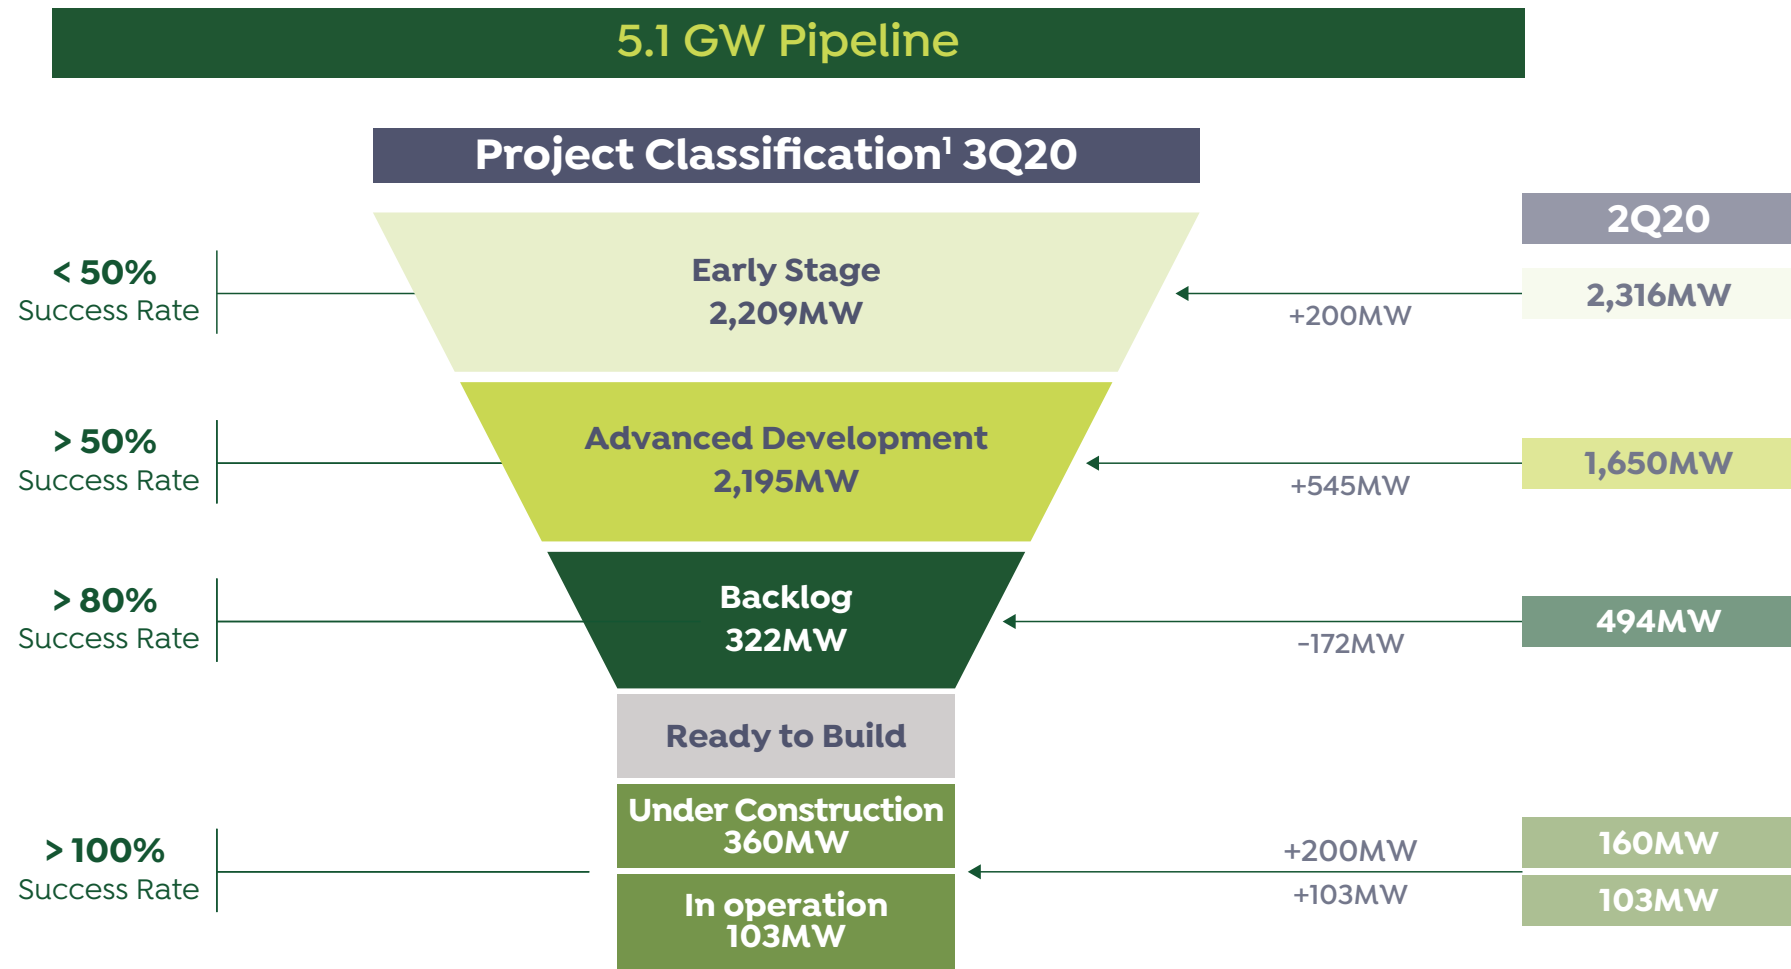 5.1 GW Pipeline
Project Classification¹ 3Q20
2Q20
< 50%
Success Rate
Early Stage
2,209MW
+200MW
2,316MW
> 50%
Success Rate
Advanced Development
2,195MW
+545MW
1,650MW
> 80%
Success Rate
Backlog
322MW
-172MW
494MW
Ready to Build
> 100%
Success Rate
Under Construction
360MW
+200MW
160MW
In operation
103MW
+103MW
103MW